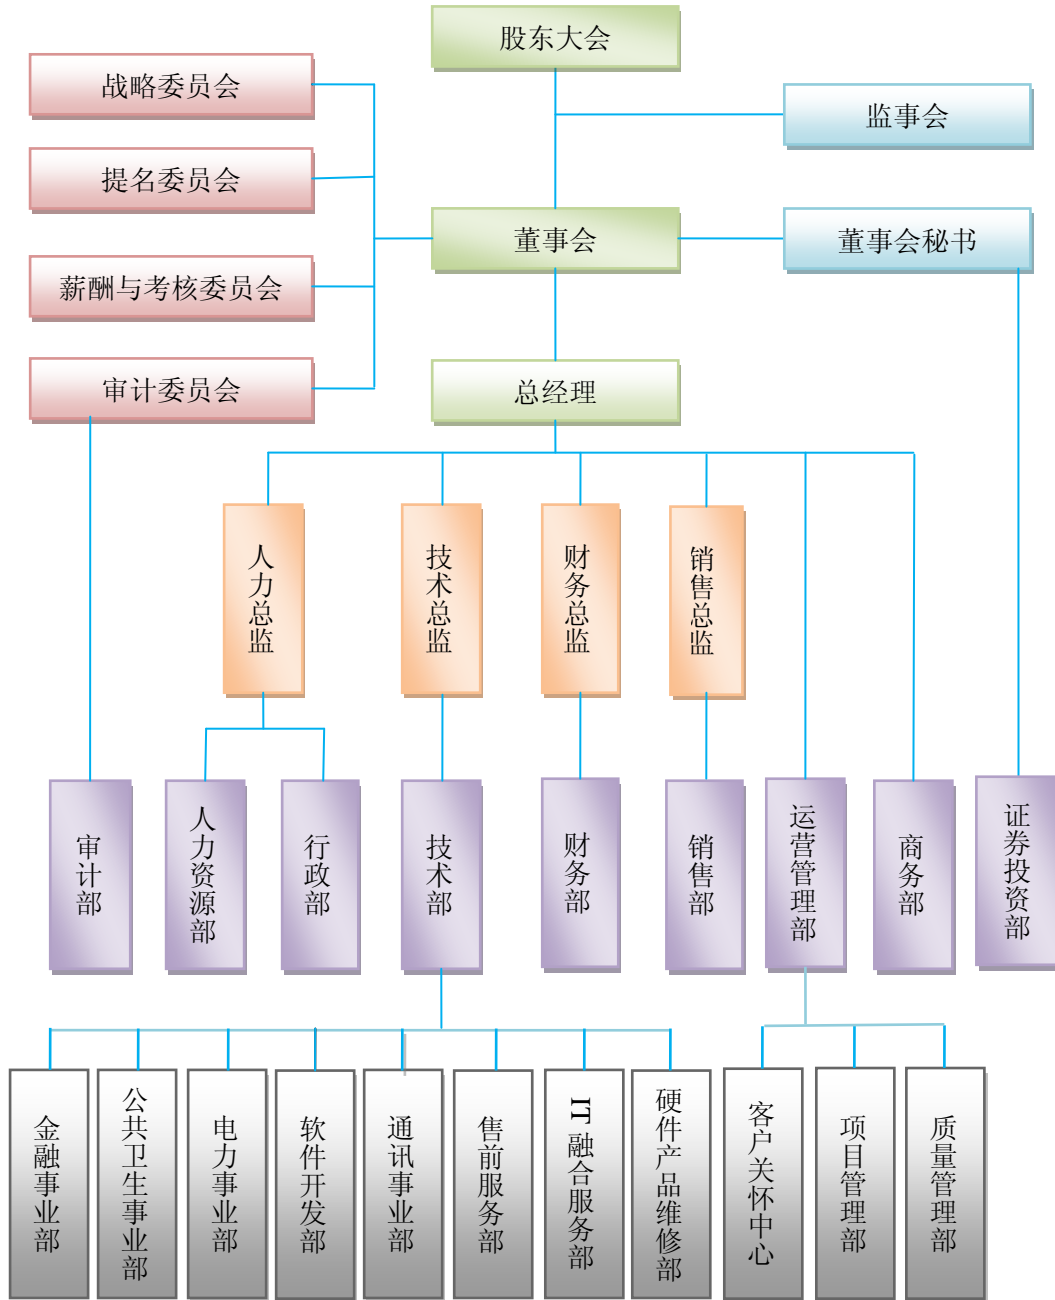 股东大会
战略委员会
监事会
提名委员会
董事会
董事会秘书
薪酬与考核委员会
审计委员会
总经理
人力总监
技术总监
财务总监
销售总监
审计部
人力资源部
行政部
技术部
财务部
销售部
运营管理部
商务部
证券投资部
金融事业部
公共卫生事业部
电力事业部
软件开发部
通讯事业部
售前服务部
IT融合服务部
硬件产品维修部
客户关怀中心
项目管理部
质量管理部